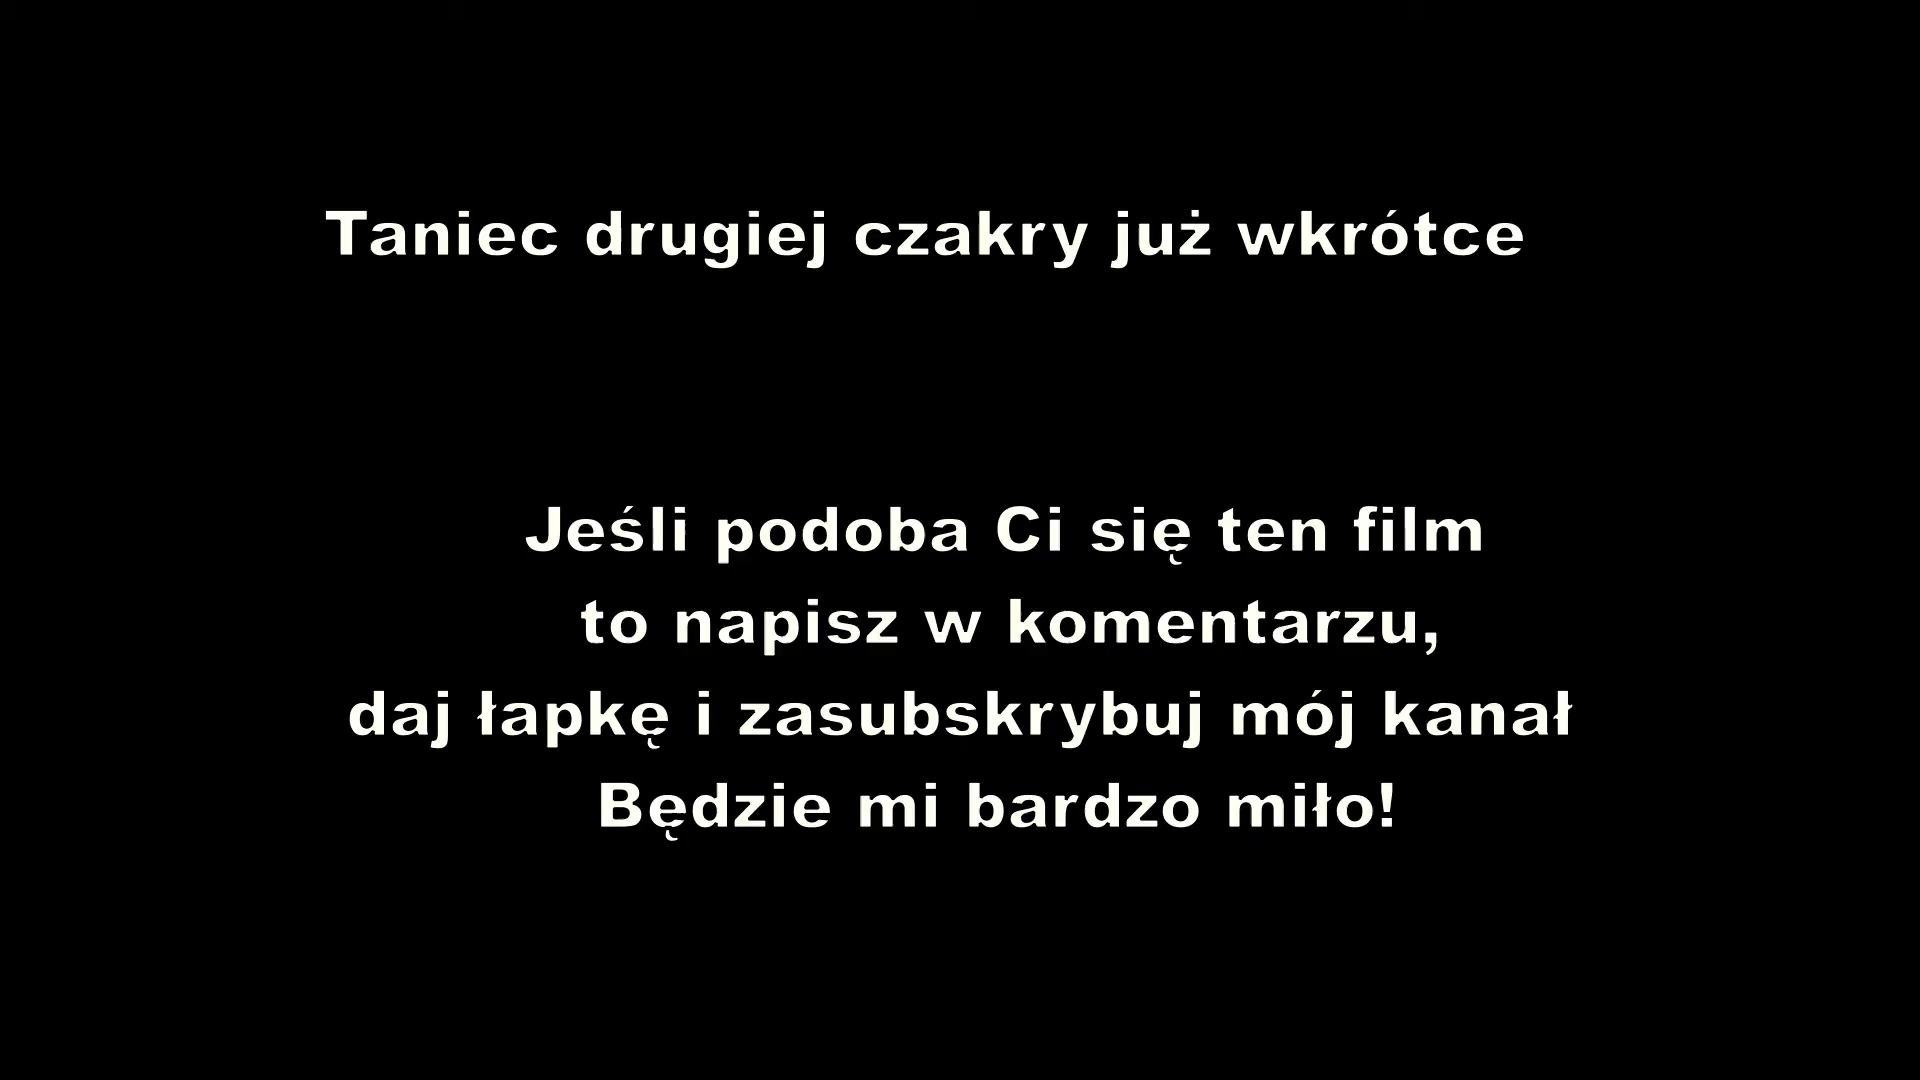 Taniec drugiej czakry już wkrótce
Jeśli podoba Ci się ten film
to napisz w komentarzu,
daj łapkę i zasubskrybuj mój kanał
Będzie mi bardzo miło!